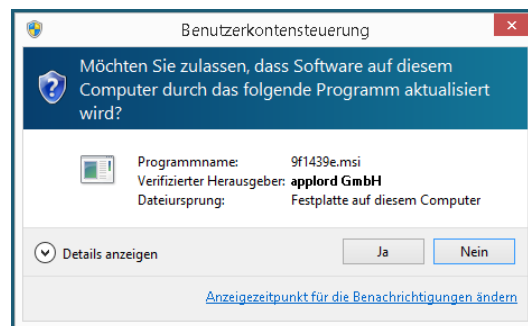 Benutzerkontensteuerung
Möchten Sie zulassen, dass Software auf diesem
Computer durch das folgende Programm aktualisiert
wird?
Programmname: 9f1439e.msi
Verifizierter Herausgeber: applord GmbH
Dateiursprung: Festplatte auf diesem Computer
Details anzeigen Ja Nein
Anzeigezeitpunkt für die Benachrichtigungen ändern